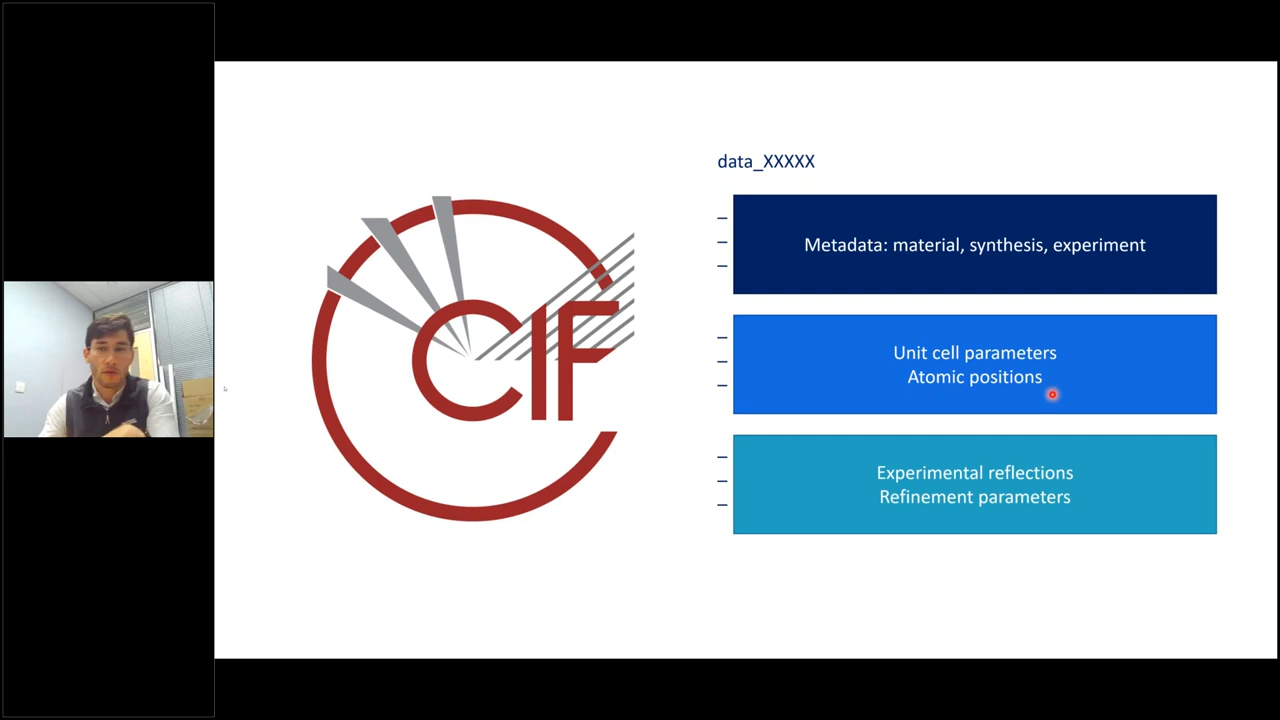 data_XXXXX
CIF
_ Metadata: material, synthesis, experiment
_
_
_ Unit cell parameters
_ Atomic positions
_
_ Experimental reflections
_ Refinement parameters
_